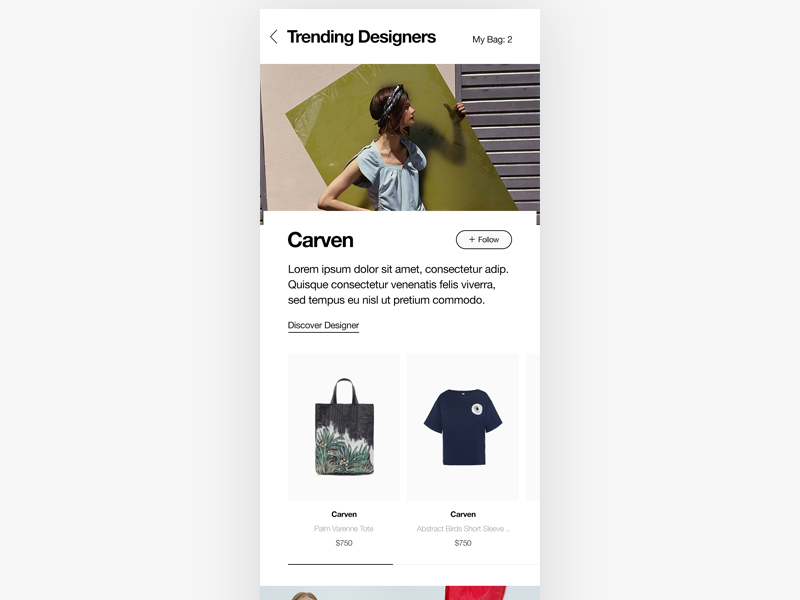 Trending Designers
My Bag: 2
Carven
+ Follow
Lorem ipsum dolor sit amet, consectetur adip.
Quisque consectetur venenatis felis viverra,
sed tempus eu nisl ut pretium commodo.
Discover Designer
Carven
Palm Varenne Tote
$750
Carven
Abstract Birds Short Sleeve ...
$750